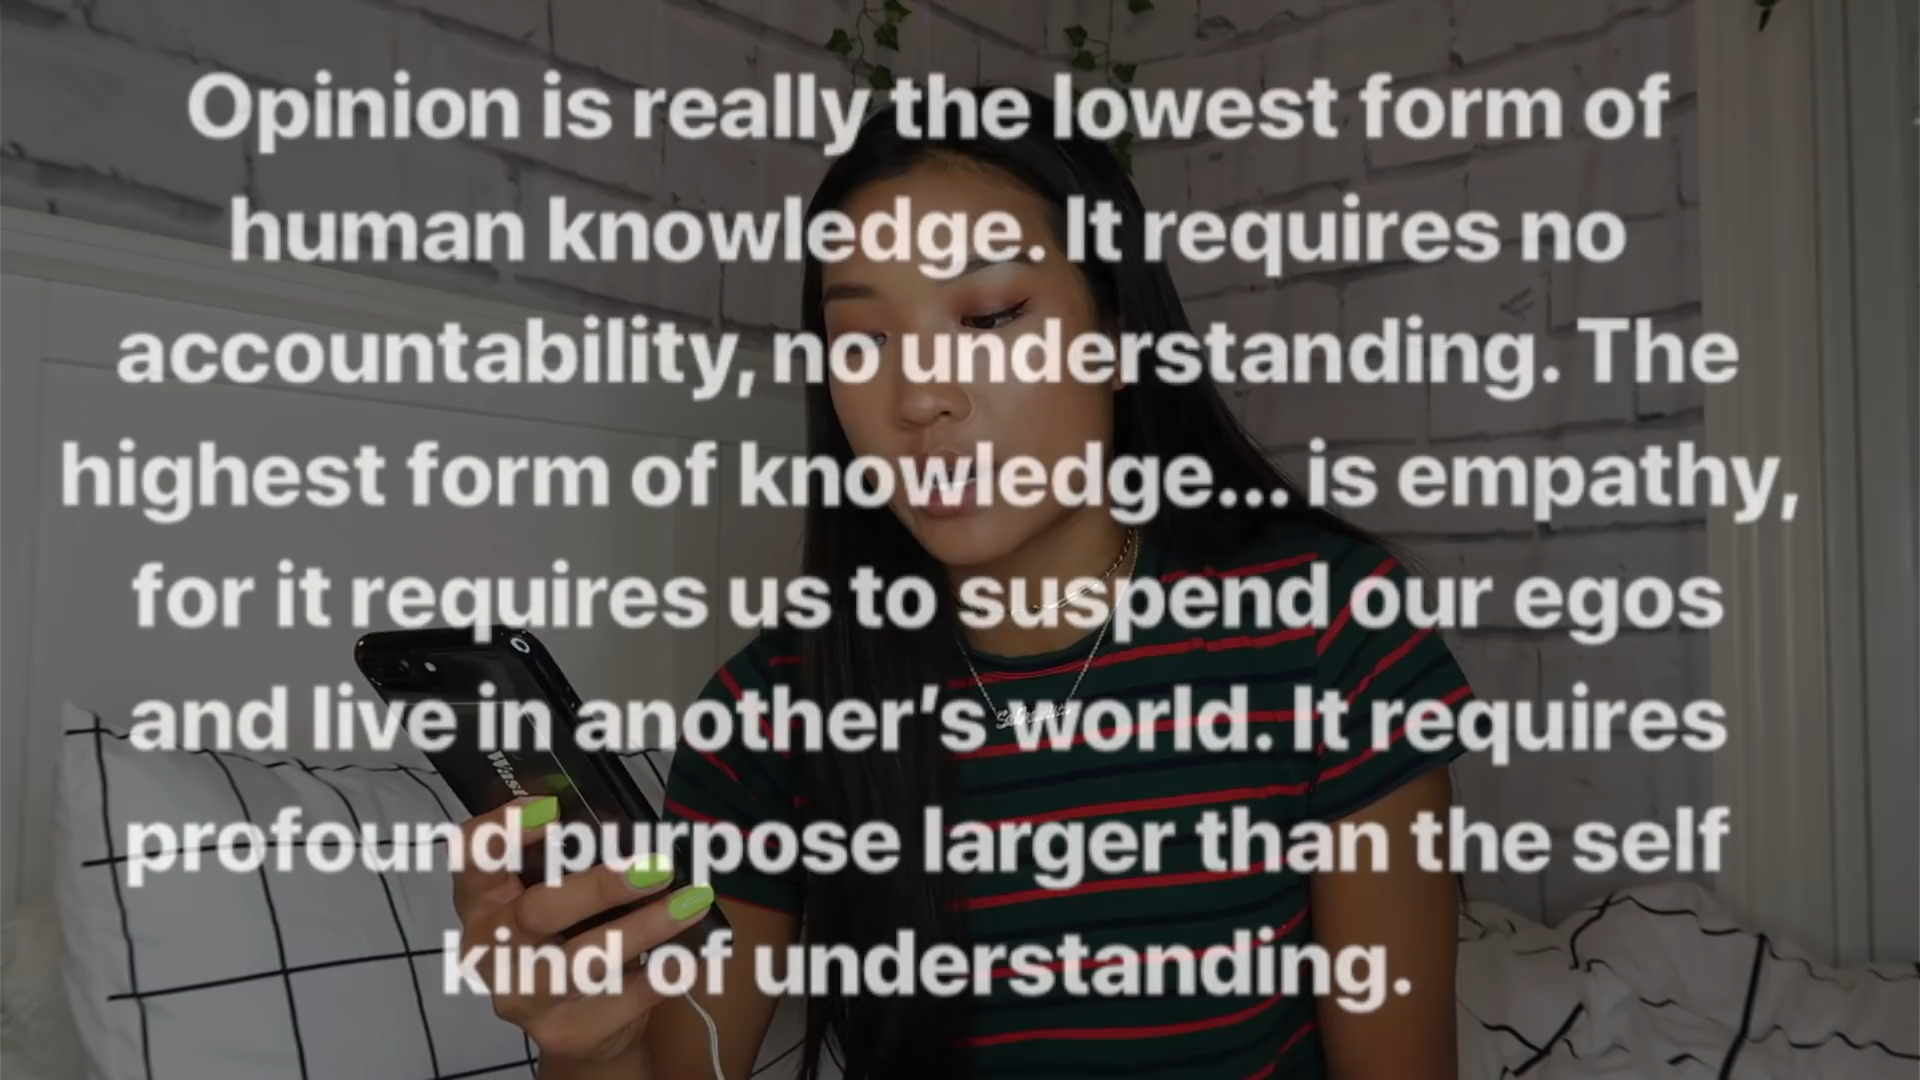 Opinion is really the lowest form of
human knowledge. It requires no
accountability, no understanding. The
highest form of knowledge... is empathy,
for it requires us to suspend our egos
and live in another’s world. It requires
profound purpose larger than the self
kind of understanding.